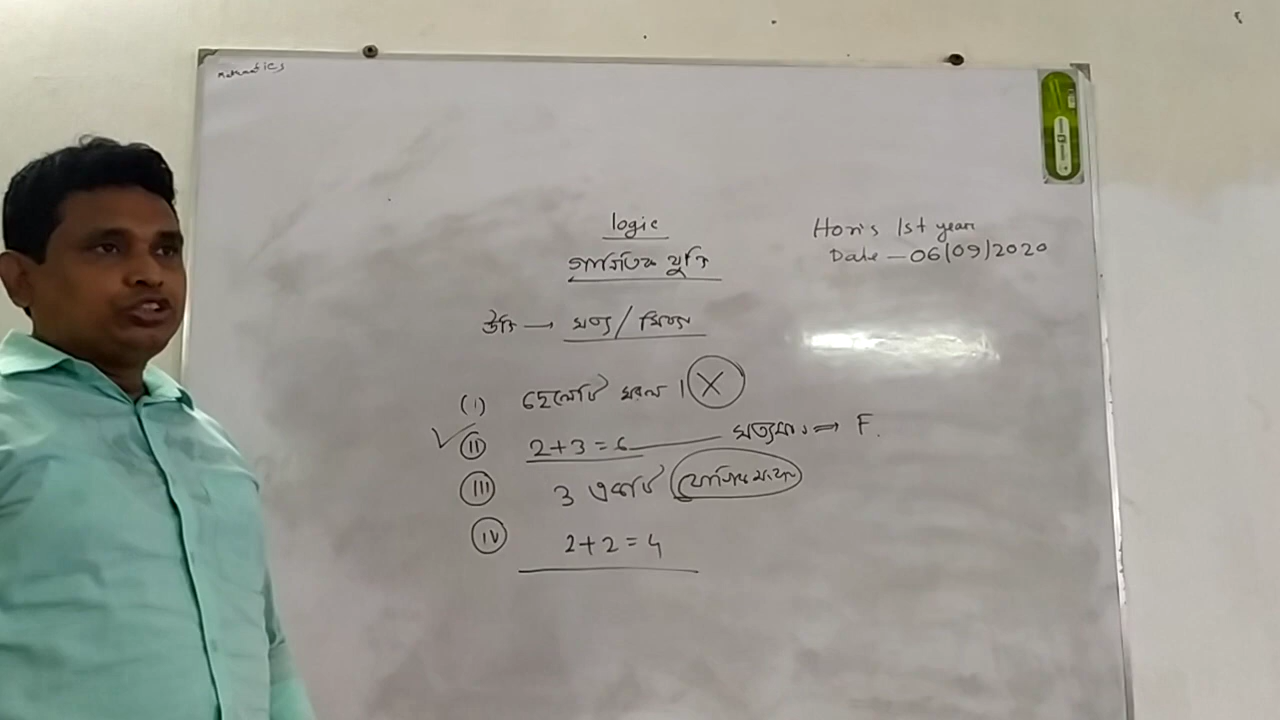 Mathematics
logic
গাণিতিক যুক্তি
Hon's 1st year
Date – 06/09/2020
উক্তি → সত্য / মিথ্যা
(i) ছেলেটি সরল । X
✓ (ii) 2+3 = 6 সত্যমান ⇒ F.
(iii) 3 একটি যৌগিক সংখ্যা
(iv) 2+2 = 4